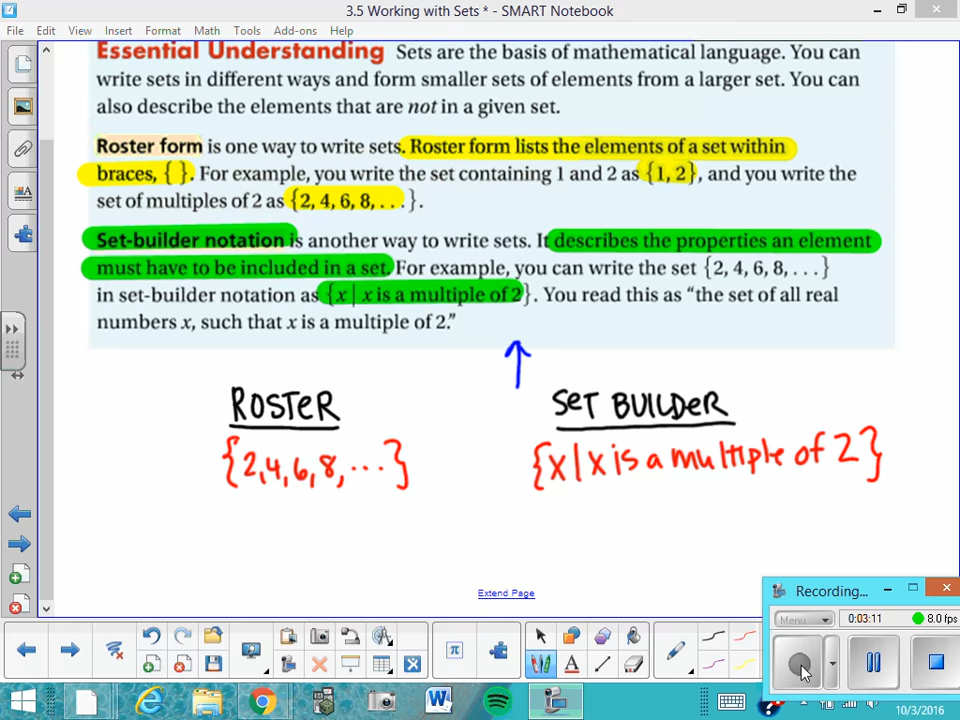 3.5 Working with Sets * - SMART Notebook
File Edit View Insert Format Math Tools Add-ons Help
Essential Understanding Sets are the basis of mathematical language. You can
write sets in different ways and form smaller sets of elements from a larger set. You can
also describe the elements that are not in a given set.
Roster form is one way to write sets. Roster form lists the elements of a set within
braces, { }. For example, you write the set containing 1 and 2 as {1, 2}, and you write the
set of multiples of 2 as {2, 4, 6, 8, . . .}.
Set-builder notation is another way to write sets. It describes the properties an element
must have to be included in a set. For example, you can write the set {2, 4, 6, 8, . . .}
in set-builder notation as {x | x is a multiple of 2}. You read this as “the set of all real
numbers x, such that x is a multiple of 2.”
ROSTER
SET BUILDER
{2,4,6,8,...}
{x|x is a multiple of 2}
Extend Page
Recording...
Menu
0:03:11
8.0 fps
10/3/2016